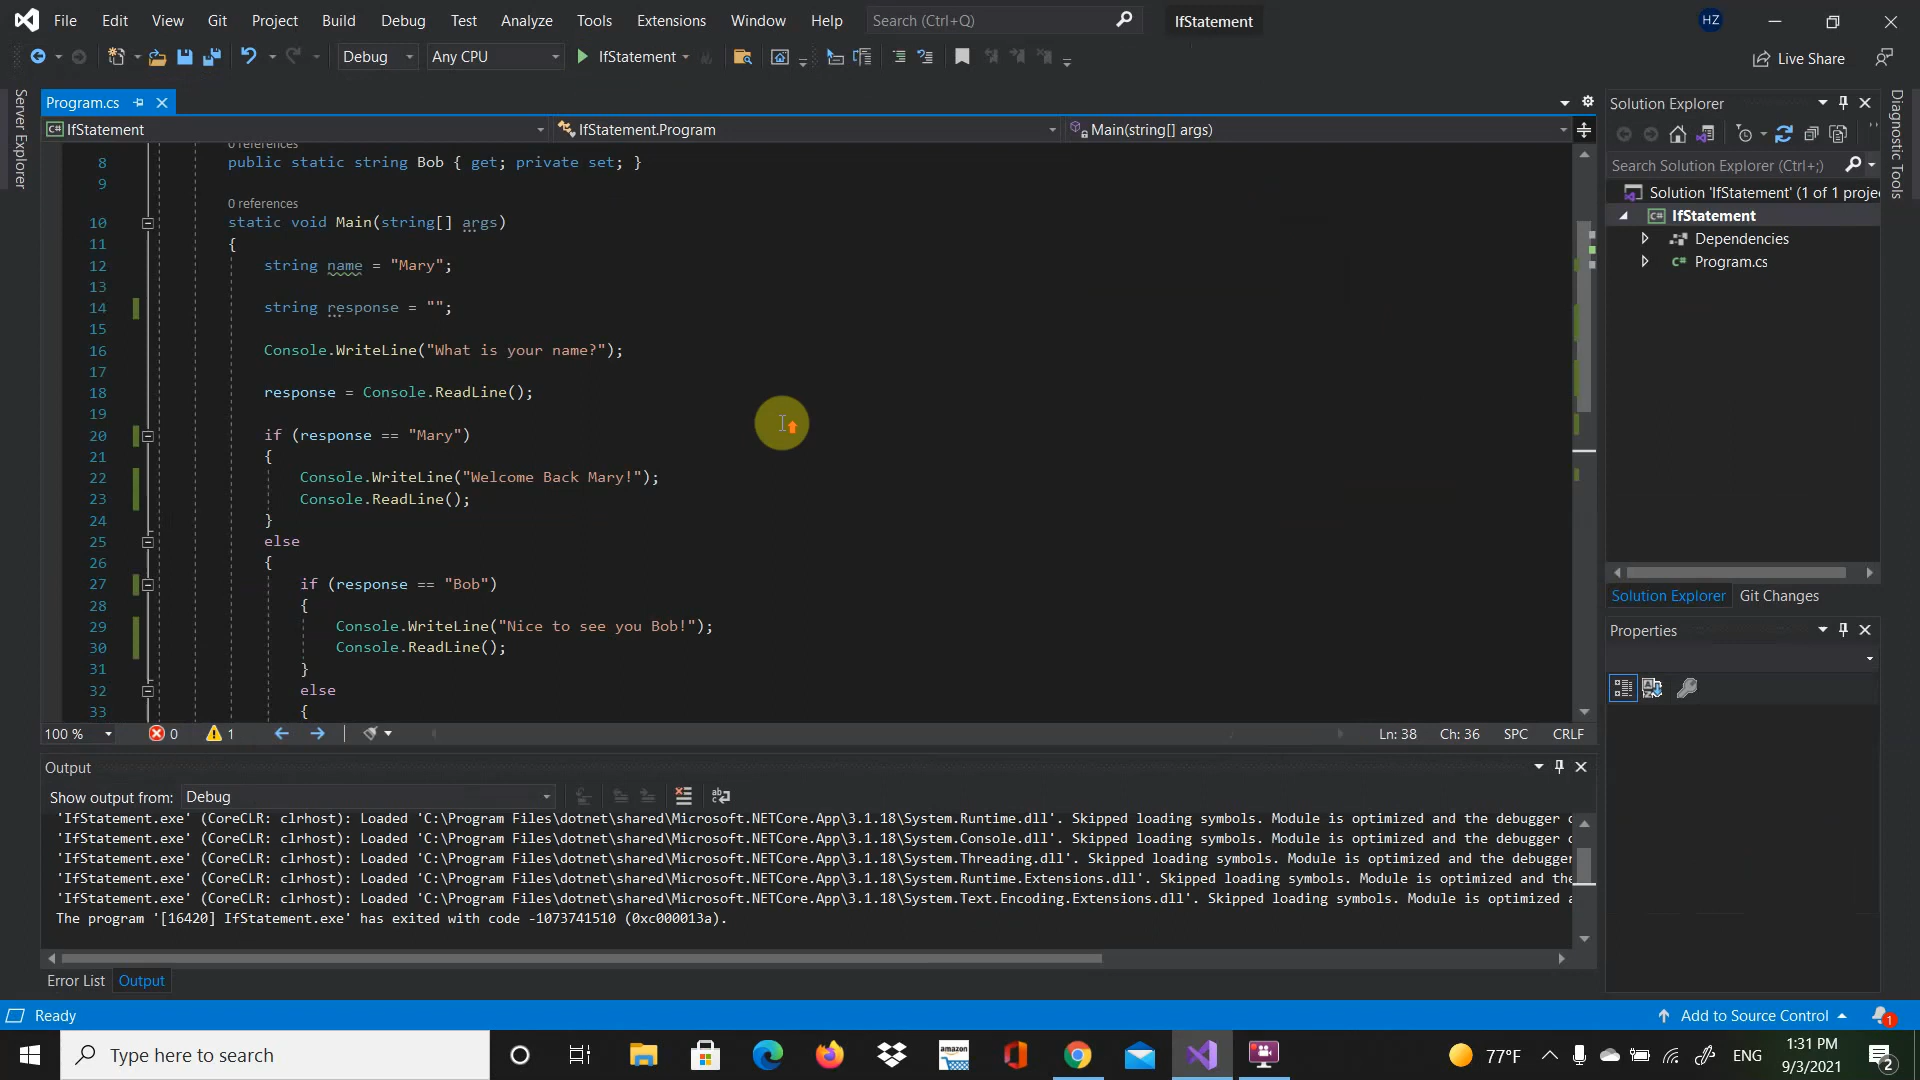 File Edit View Git Project Build Debug Test Analyze Tools Extensions Window Help Search (Ctrl+Q) IfStatement HZ
Debug Any CPU IfStatement Live Share
Server Explorer
Program.cs
IfStatement IfStatement.Program Main(string[] args)
0 references
8 public static string Bob { get; private set; }
9
0 references
10 static void Main(string[] args)
11 {
12 string name = "Mary";
13
14 string response = "";
15
16 Console.WriteLine("What is your name?");
17
18 response = Console.ReadLine();
19
20 if (response == "Mary")
21 {
22 Console.WriteLine("Welcome Back Mary!");
23 Console.ReadLine();
24 }
25 else
26 {
27 if (response == "Bob")
28 {
29 Console.WriteLine("Nice to see you Bob!");
30 Console.ReadLine();
31 }
32 else
33 {
100 % 0 1 Ln: 38 Ch: 36 SPC CRLF
Output
Show output from: Debug
'IfStatement.exe' (CoreCLR: clrhost): Loaded 'C:\Program Files\dotnet\shared\Microsoft.NETCore.App\3.1.18\System.Runtime.dll'. Skipped loading symbols. Module is optimized and the debugger
'IfStatement.exe' (CoreCLR: clrhost): Loaded 'C:\Program Files\dotnet\shared\Microsoft.NETCore.App\3.1.18\System.Console.dll'. Skipped loading symbols. Module is optimized and the debugger
'IfStatement.exe' (CoreCLR: clrhost): Loaded 'C:\Program Files\dotnet\shared\Microsoft.NETCore.App\3.1.18\System.Threading.dll'. Skipped loading symbols. Module is optimized and the debugger
'IfStatement.exe' (CoreCLR: clrhost): Loaded 'C:\Program Files\dotnet\shared\Microsoft.NETCore.App\3.1.18\System.Runtime.Extensions.dll'. Skipped loading symbols. Module is optimized and the
'IfStatement.exe' (CoreCLR: clrhost): Loaded 'C:\Program Files\dotnet\shared\Microsoft.NETCore.App\3.1.18\System.Text.Encoding.Extensions.dll'. Skipped loading symbols. Module is optimized
The program '[16420] IfStatement.exe' has exited with code -1073741510 (0xc000013a).
Error List Output
Solution Explorer
Search Solution Explorer (Ctrl+;)
Solution 'IfStatement' (1 of 1 proje
IfStatement
Dependencies
C# Program.cs
Solution Explorer Git Changes
Properties
Diagnostic Tools
Ready Add to Source Control 1
Type here to search amazon 77°F ENG 1:31 PM
9/3/2021 2